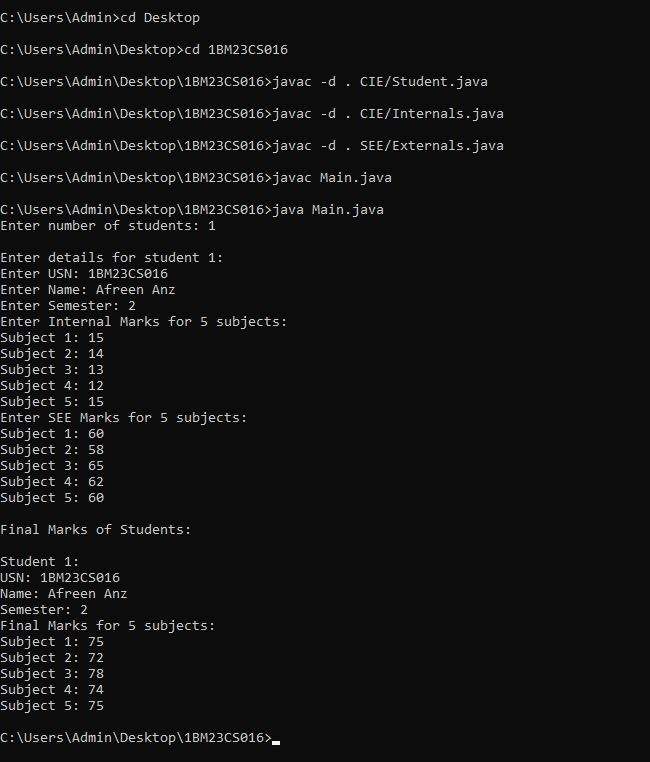 C:\Users\Admin>cd Desktop
C:\Users\Admin\Desktop>cd 1BM23CS016
C:\Users\Admin\Desktop\1BM23CS016>javac -d . CIE/Student.java
C:\Users\Admin\Desktop\1BM23CS016>javac -d . CIE/Internals.java
C:\Users\Admin\Desktop\1BM23CS016>javac -d . SEE/Externals.java
C:\Users\Admin\Desktop\1BM23CS016>javac Main.java
C:\Users\Admin\Desktop\1BM23CS016>java Main.java
Enter number of students: 1
Enter details for student 1:
Enter USN: 1BM23CS016
Enter Name: Afreen Anz
Enter Semester: 2
Enter Internal Marks for 5 subjects:
Subject 1: 15
Subject 2: 14
Subject 3: 13
Subject 4: 12
Subject 5: 15
Enter SEE Marks for 5 subjects:
Subject 1: 60
Subject 2: 58
Subject 3: 65
Subject 4: 62
Subject 5: 60
Final Marks of Students:
Student 1:
USN: 1BM23CS016
Name: Afreen Anz
Semester: 2
Final Marks for 5 subjects:
Subject 1: 75
Subject 2: 72
Subject 3: 78
Subject 4: 74
Subject 5: 75
C:\Users\Admin\Desktop\1BM23CS016>